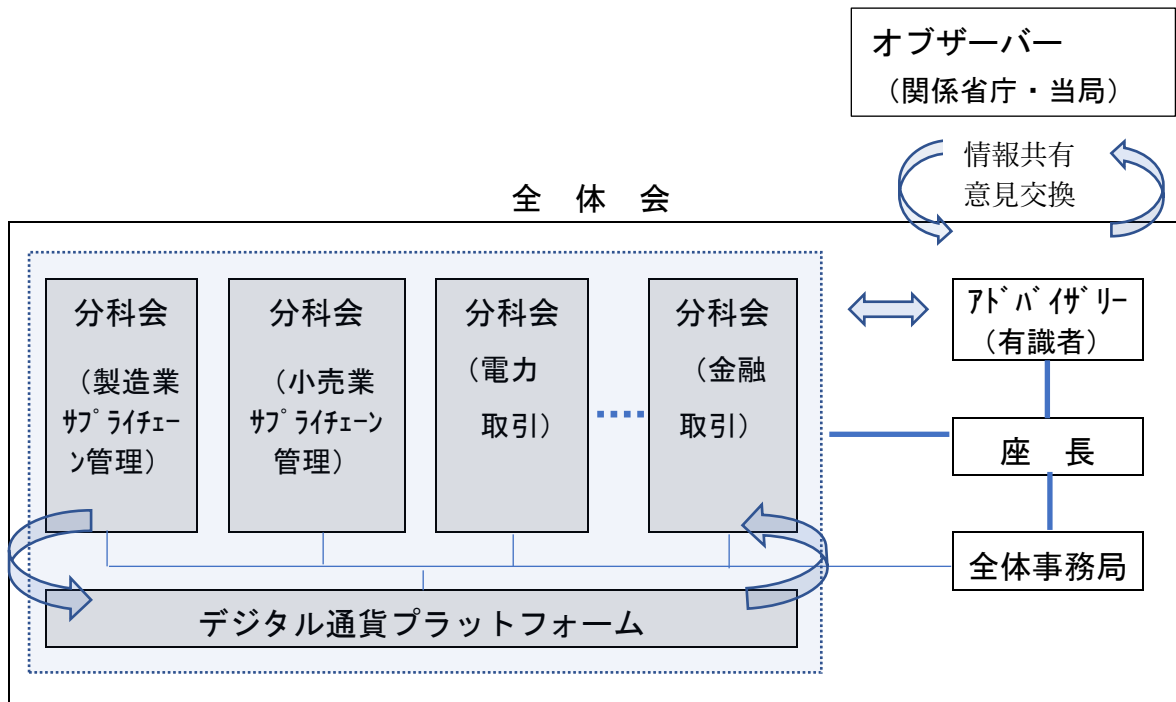 オブザーバー
（関係省庁・当局）
情報共有
意見交換
全　体　会
分科会
（製造業
ｻﾌﾟﾗｲﾁｪｰ
ﾝ管理）
分科会
（小売業
ｻﾌﾟﾗｲﾁｪｰﾝ
管理）
分科会
（電力
取引）
分科会
（金融
取引）
ｱﾄﾞﾊﾞｲｻﾞﾘｰ
（有識者）
座　長
全体事務局
デジタル通貨プラットフォーム